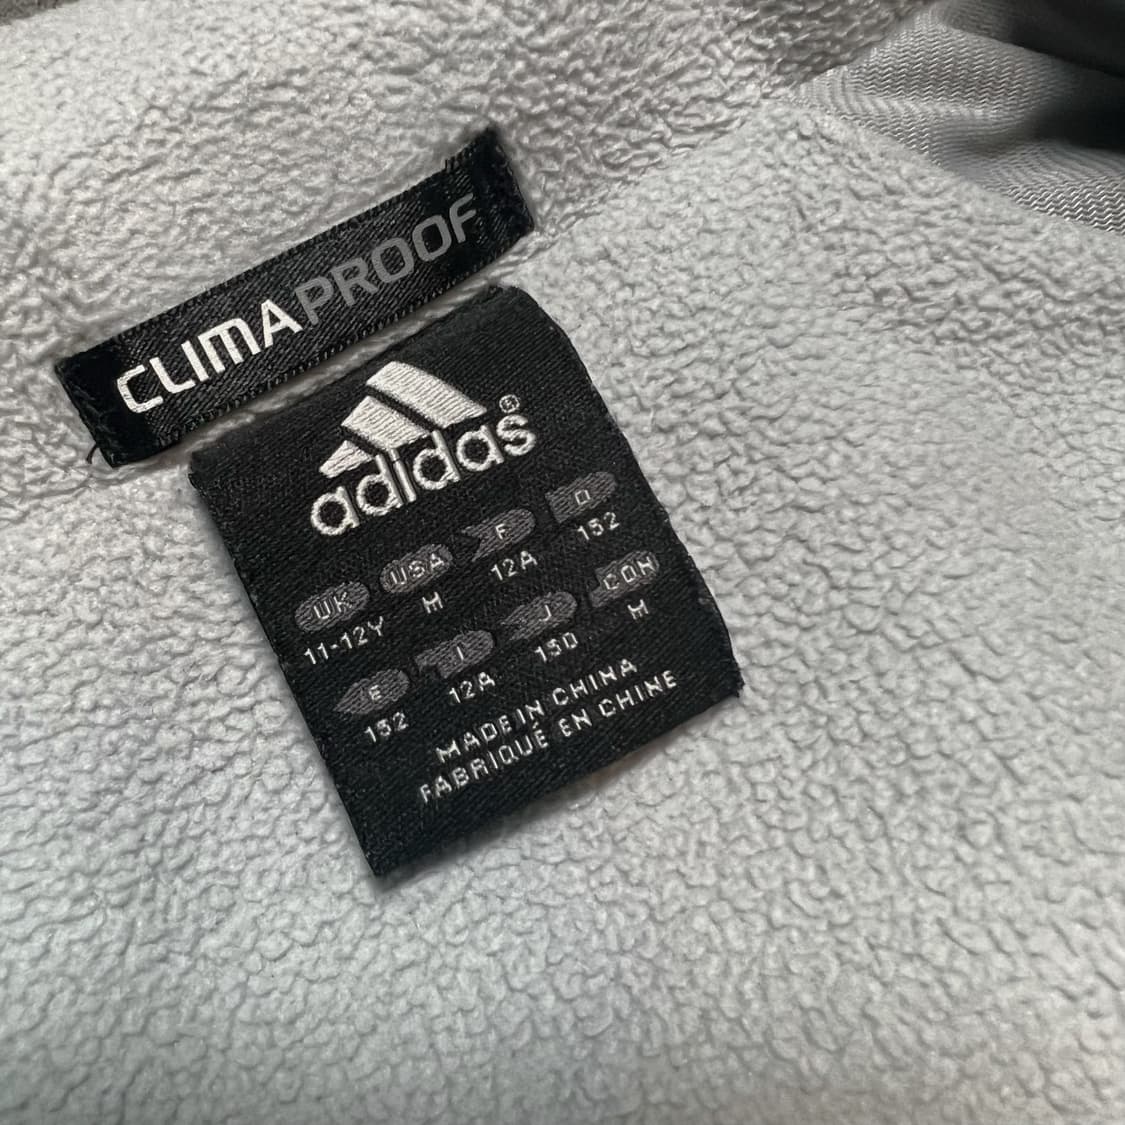 CLIMAPROOF
adidas®
UK USA F D
11-12Y M 12A 152
E I J CDN
152 12A 150 M
MADE IN CHINA
FABRIQUÉ EN CHINE